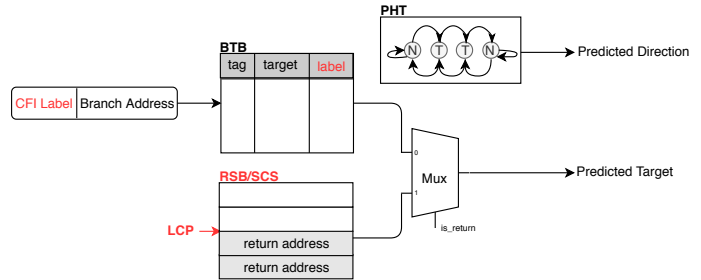 PHT
N T T N
Predicted Direction
BTB
tag target label
CFI Label Branch Address
0
Mux
Predicted Target
1
is_return
RSB/SCS
LCP
return address
return address